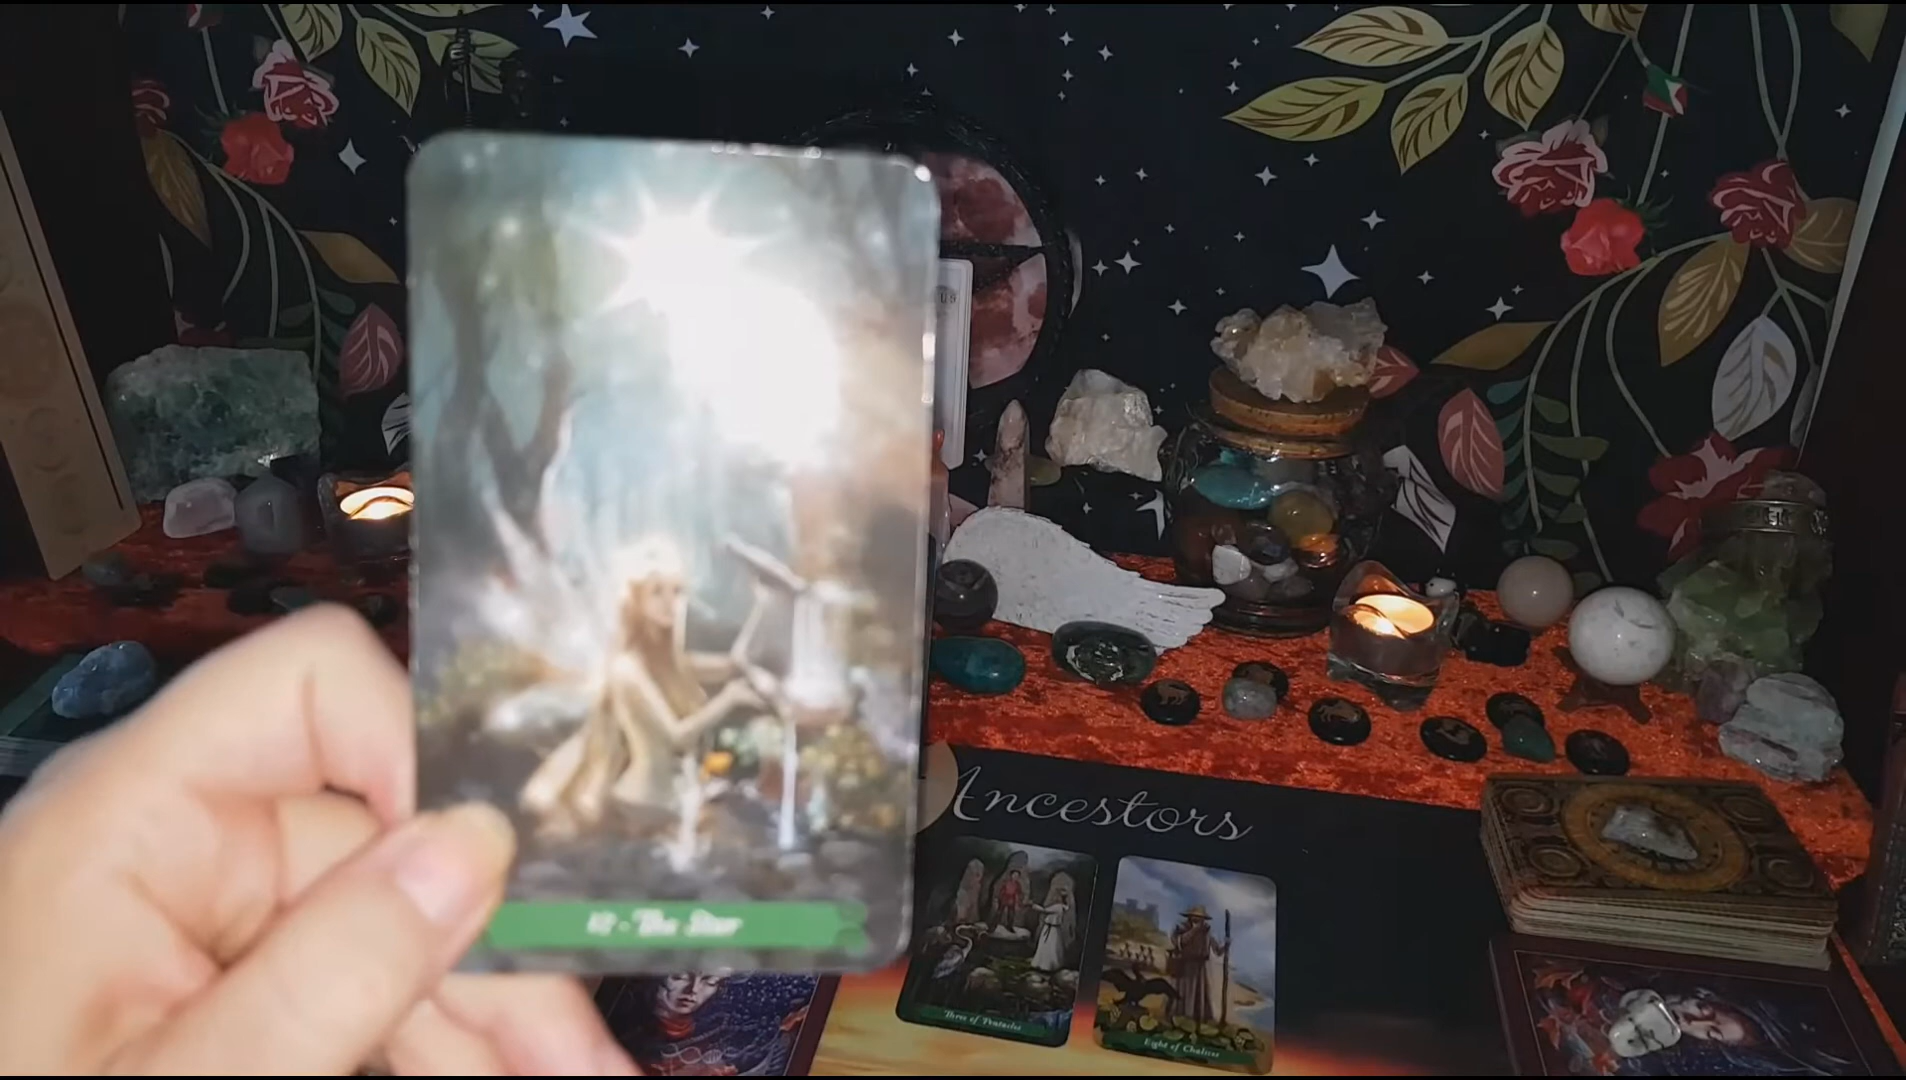 17 - The Star
Ancestors
Three of Pentacles
Eight of Chalices